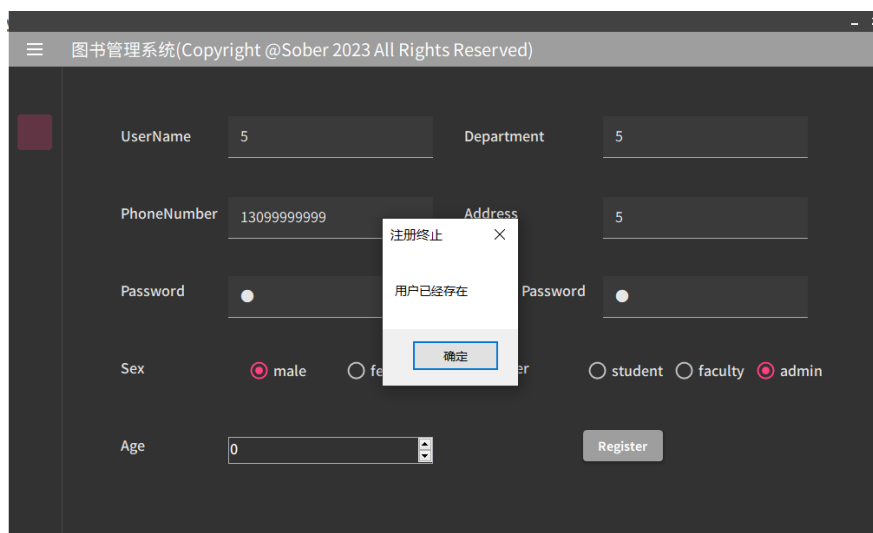 图书管理系统(Copyright @Sober 2023 All Rights Reserved)
UserName 5 Department 5
PhoneNumber 13099999999 Address 5
注册终止
用户已经存在
确定
Password Password
Sex male student faculty admin
Age 0 Register